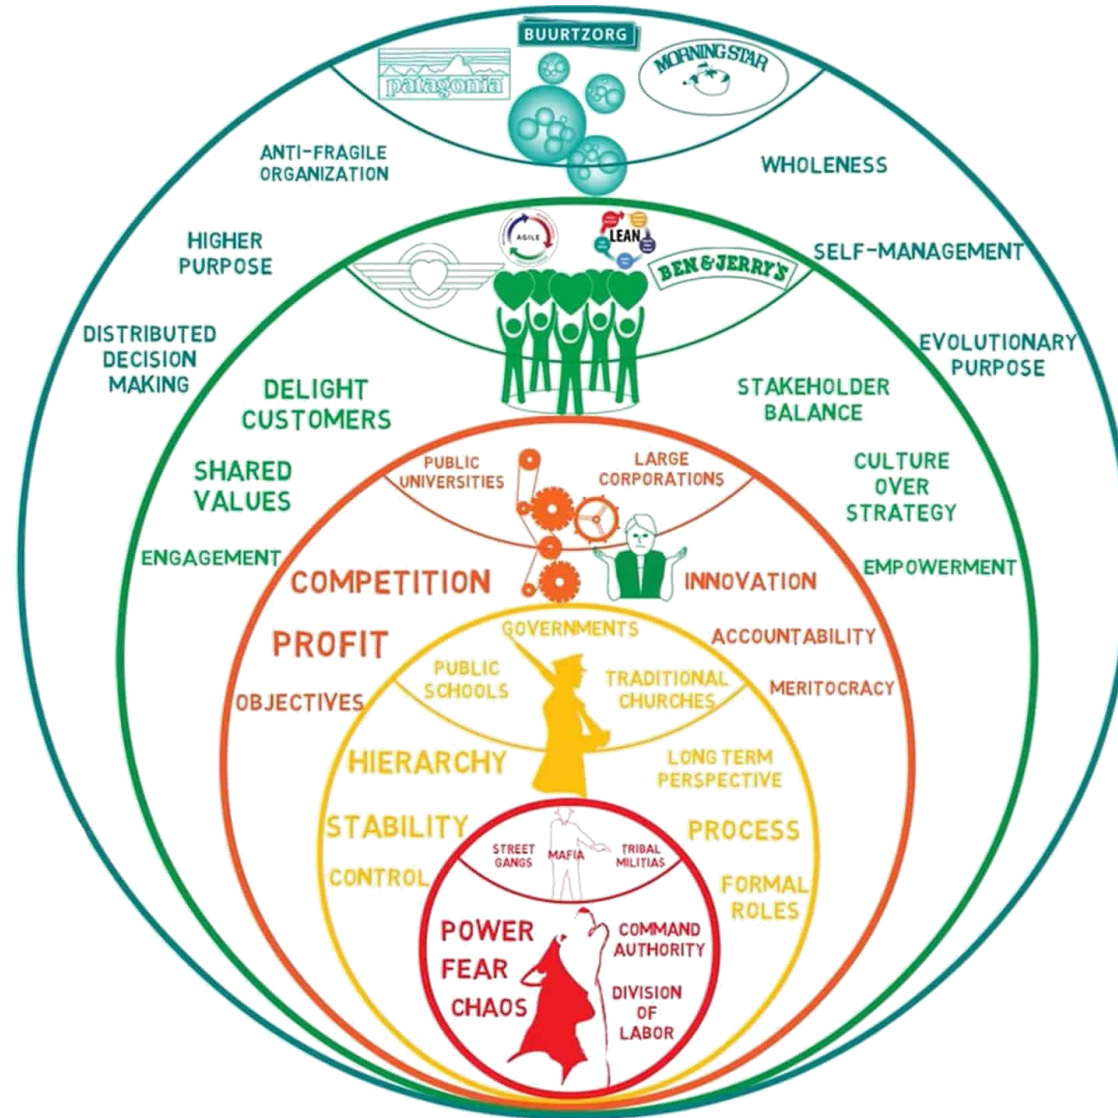 BUURTZORG
patagonia
MORNING STAR
ANTI-FRAGILE
ORGANIZATION
WHOLENESS
HIGHER
PURPOSE
SELF-MANAGEMENT
DISTRIBUTED
DECISION
MAKING
EVOLUTIONARY
PURPOSE
AGILE
LEAN
BEN & JERRY'S
DELIGHT
CUSTOMERS
STAKEHOLDER
BALANCE
SHARED
VALUES
CULTURE
OVER
STRATEGY
ENGAGEMENT
EMPOWERMENT
PUBLIC
UNIVERSITIES
LARGE
CORPORATIONS
COMPETITION
INNOVATION
PROFIT
ACCOUNTABILITY
OBJECTIVES
MERITOCRACY
GOVERNMENTS
PUBLIC
SCHOOLS
TRADITIONAL
CHURCHES
HIERARCHY
LONG TERM
PERSPECTIVE
STABILITY
PROCESS
CONTROL
FORMAL
ROLES
STREET
GANGS
MAFIA
TRIBAL
MILITIAS
POWER
FEAR
CHAOS
COMMAND
AUTHORITY
DIVISION
OF
LABOR